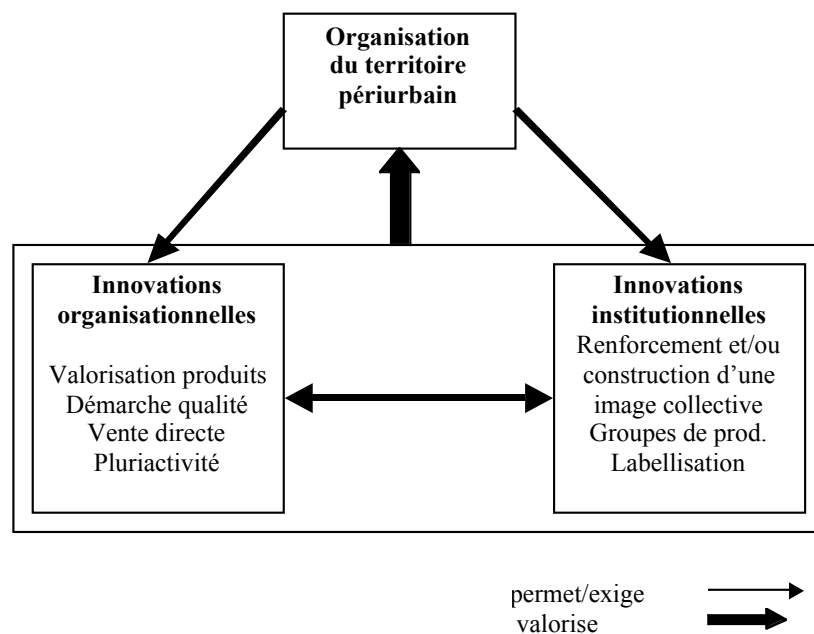 Organisation
du territoire
périurbain
Innovations
organisationnelles
Valorisation produits
Démarche qualité
Vente directe
Pluriactivité
Innovations
institutionnelles
Renforcement et/ou
construction d’une
image collective
Groupes de prod.
Labellisation
permet/exige
valorise